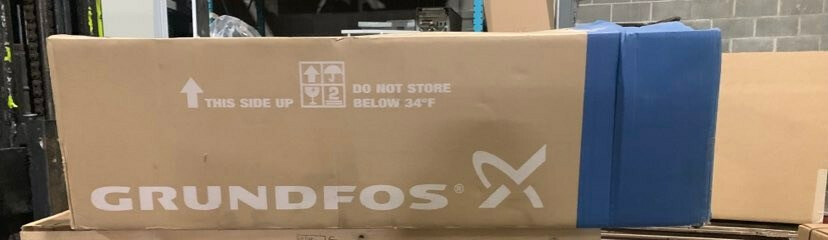 THIS SIDE UP
2
DO NOT STORE
BELOW 34°F
GRUNDFOS®